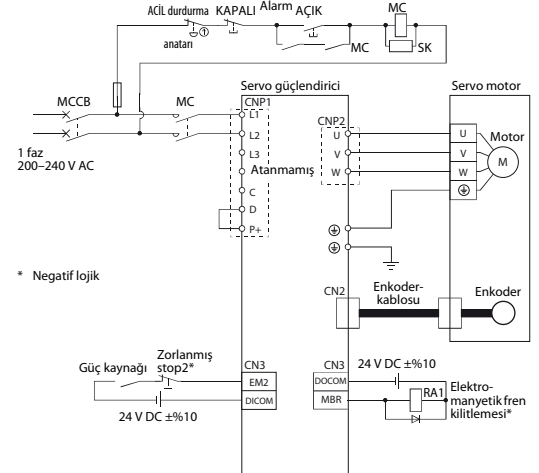 ACİL durdurma KAPALI Alarm AÇIK MC
① anatarı MC SK
Servo güçlendirici Servo motor
MCCB MC CNP1
L1 CNP2
L2 U U Motor
L3 V V M
1 faz
200–240 V AC
Atanmamış W W
C
D
P+
* Negatif lojik
CN2 Enkoder-
kablosu Enkoder
Güç kaynağı Zorlanmış
stop2*
CN3 CN3 24 V DC ±%10
EM2 DOCOM
DICOM MBR RA1
24 V DC ±%10
Elektro-
manyetik fren
kilitlemesi*